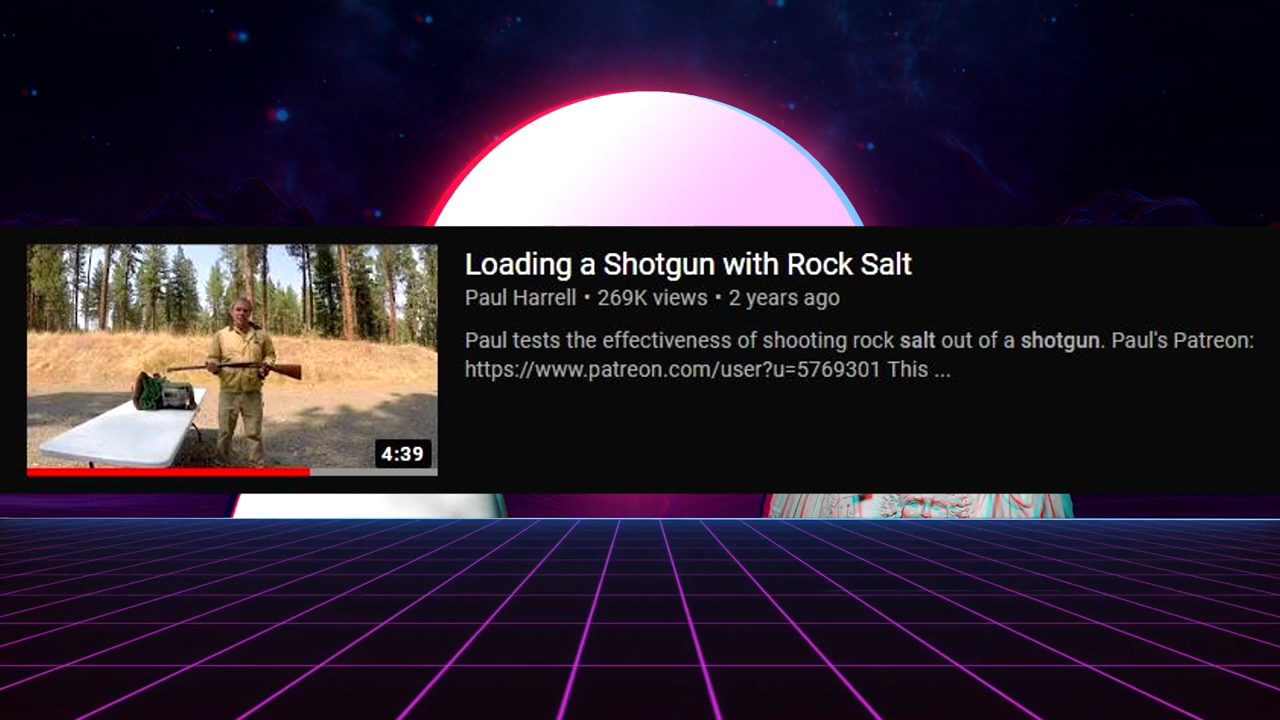 Loading a Shotgun with Rock Salt
Paul Harrell • 269K views • 2 years ago
Paul tests the effectiveness of shooting rock salt out of a shotgun. Paul's Patreon:
https://www.patreon.com/user?u=5769301 This ...
4:39